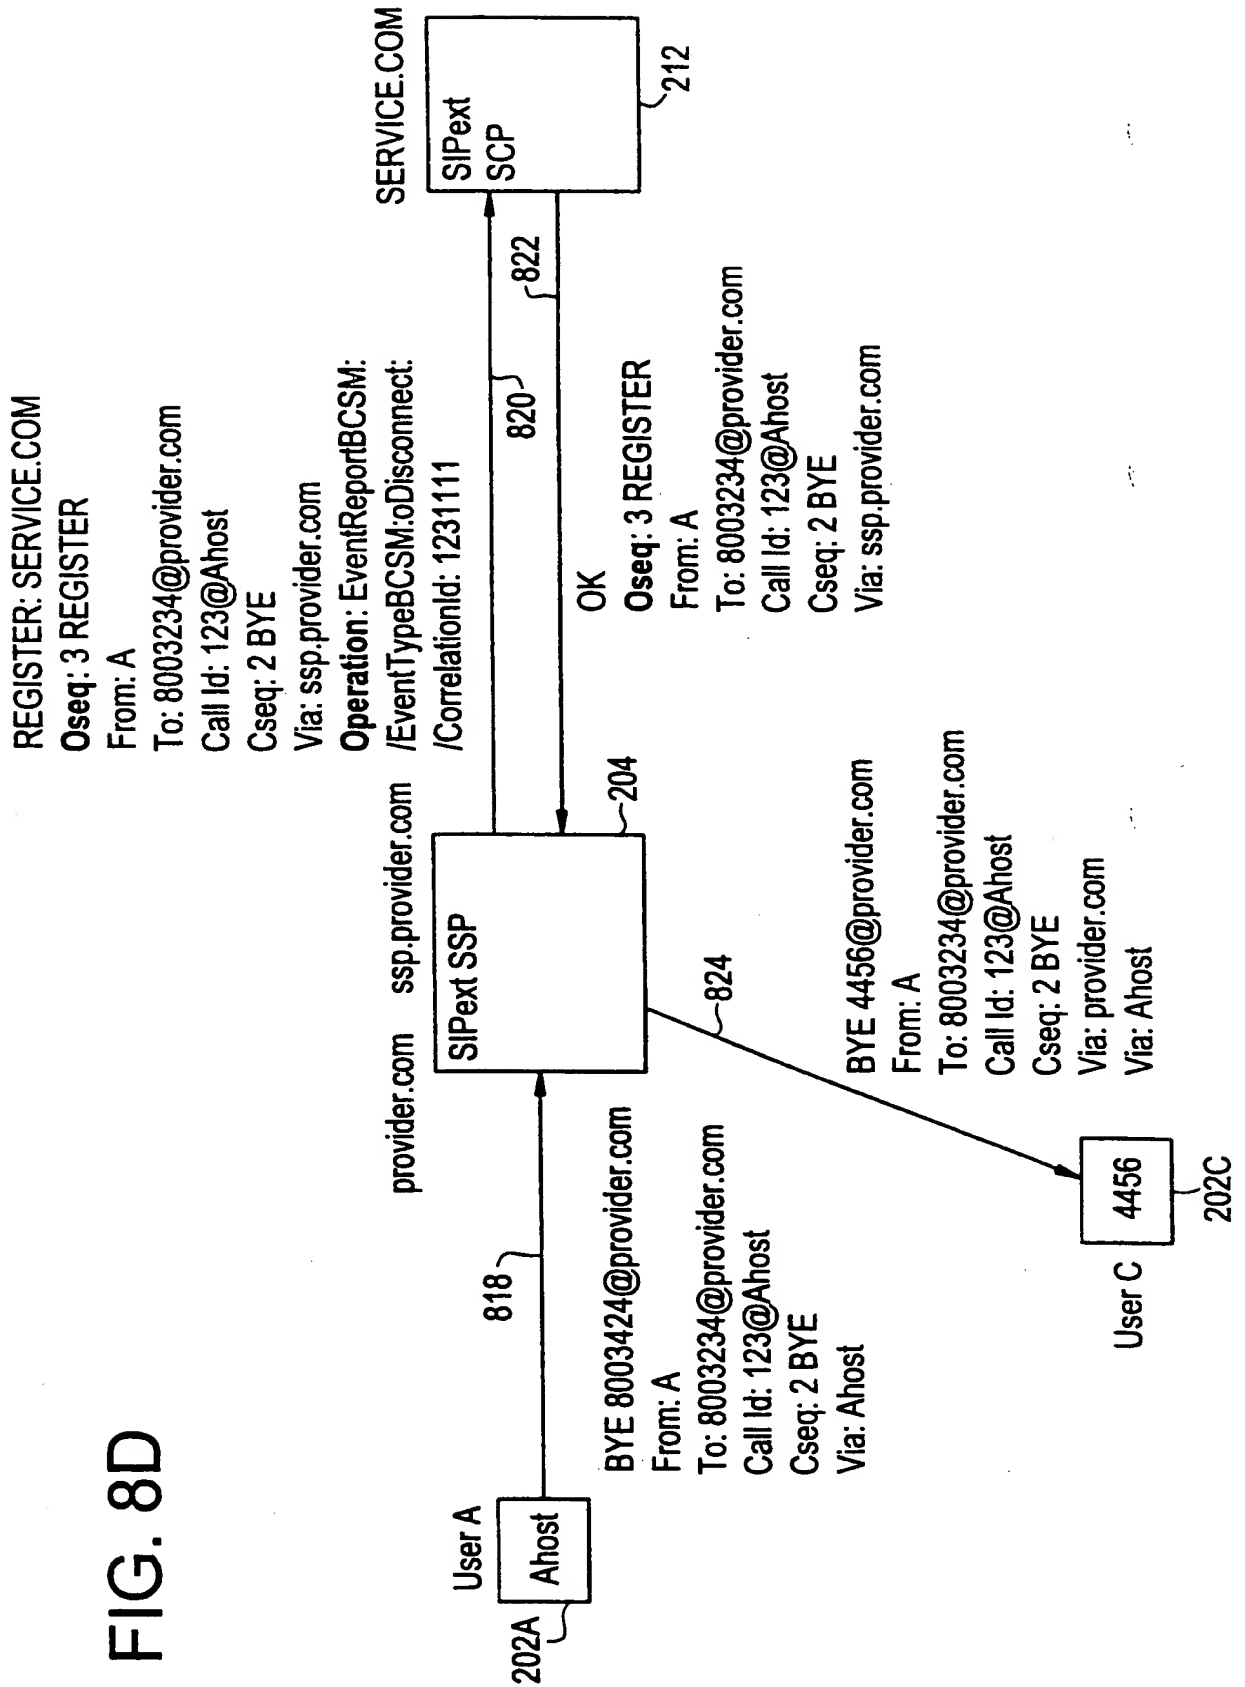 FIG. 8D
REGISTER: SERVICE.COM
Oseq: 3 REGISTER
From: A
To: 8003234@provider.com
Call Id: 123@Ahost
Cseq: 2 BYE
Via: ssp.provider.com
Operation: EventReportBCSM:
/EventTypeBCSM:oDisconnect:
/CorrelationId: 1231111
SERVICE.COM
SIPext
SCP
212
820
822
OK
Oseq: 3 REGISTER
From: A
To: 8003234@provider.com
Call Id: 123@Ahost
Cseq: 2 BYE
Via: ssp.provider.com
provider.com
ssp.provider.com
SIPext SSP
204
User A
Ahost
202A
818
BYE 8003424@provider.com
From: A
To: 8003234@provider.com
Call Id: 123@Ahost
Cseq: 2 BYE
Via: Ahost
824
BYE 4456@provider.com
From: A
To: 8003234@provider.com
Call Id: 123@Ahost
Cseq: 2 BYE
Via: provider.com
Via: Ahost
User C
4456
202C